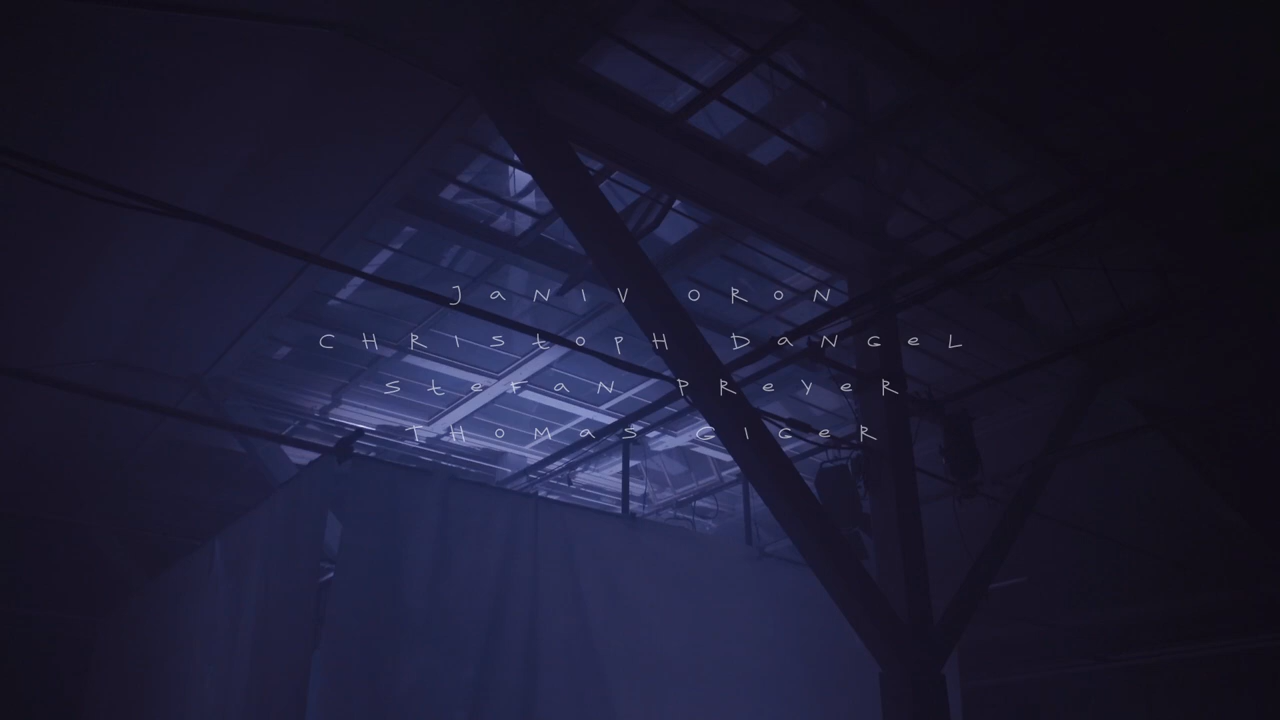 Janiv Oron
Christoph Dangel
Stefan Preyer
Thomas Giger